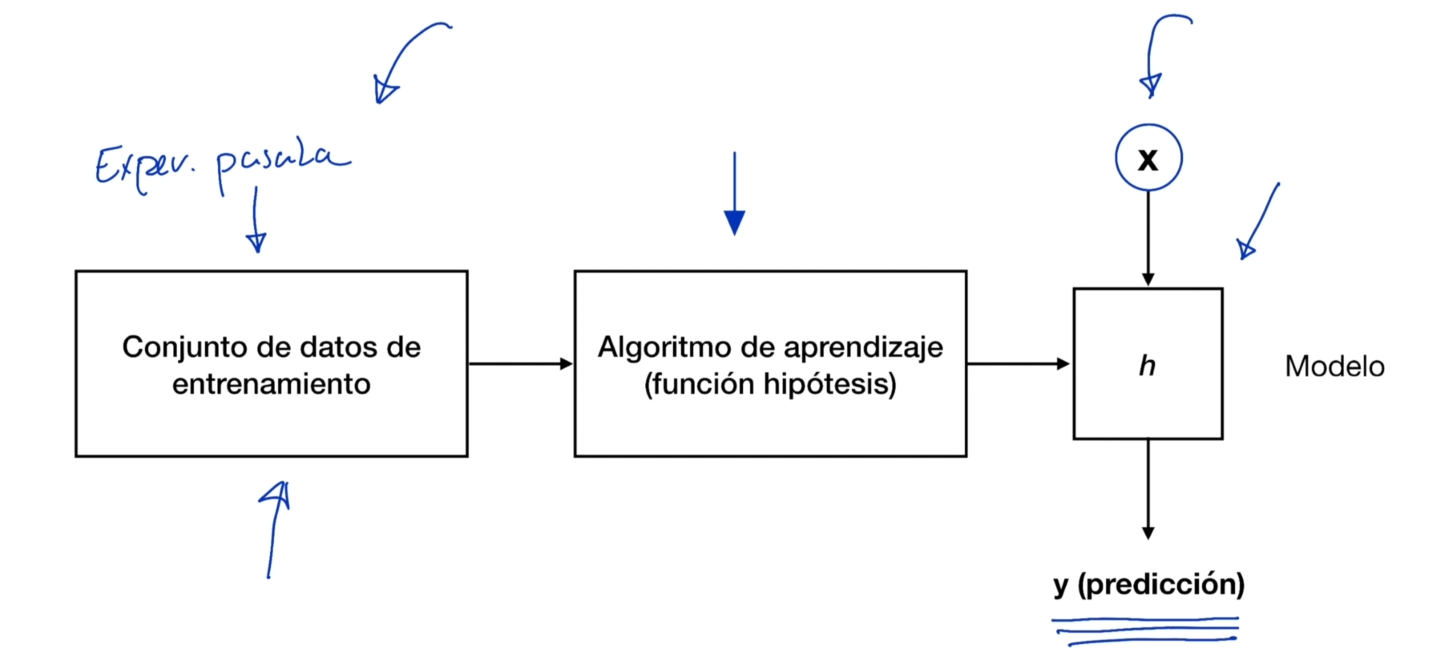 Exper. pasada
x
Conjunto de datos de
entrenamiento
Algoritmo de aprendizaje
(función hipótesis)
h
Modelo
y (predicción)